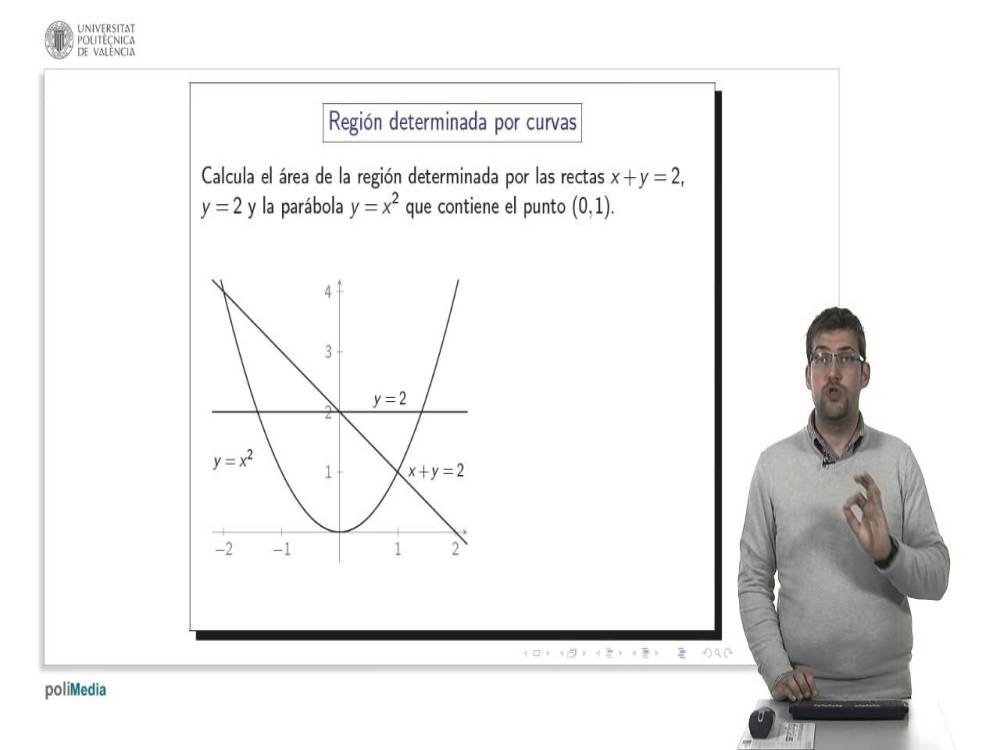 UNIVERSITAT
POLITÈCNICA
DE VALÈNCIA
Región determinada por curvas
Calcula el área de la región determinada por las rectas x + y = 2,
y = 2 y la parábola y = x² que contiene el punto (0,1).
4
3
y = 2
2
y = x²
1
x + y = 2
−2 −1 1 2
poliMedia